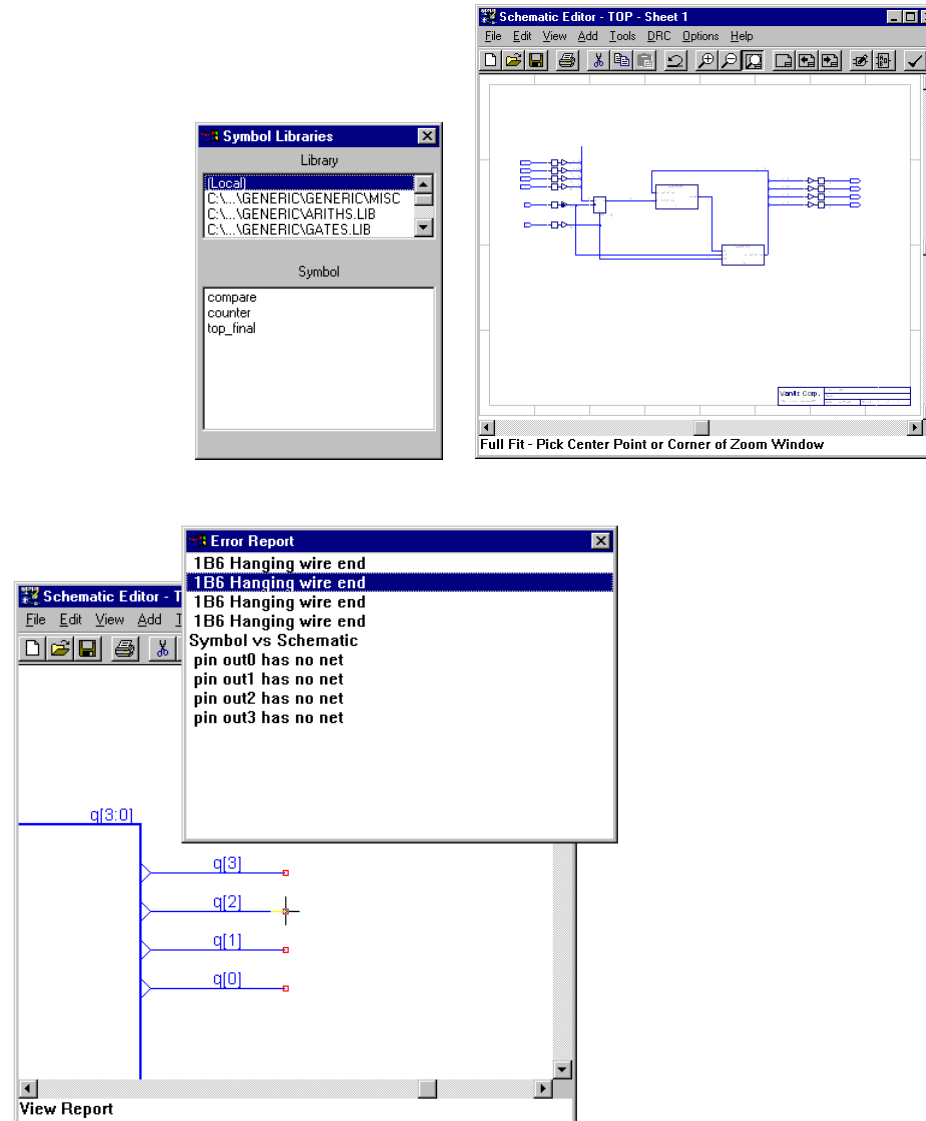 Schematic Editor - TOP - Sheet 1
File Edit View Add Tools DRC Options Help
Symbol Libraries
Library
(Local)
C:\...\GENERIC\GENERIC\MISC
C:\...\GENERIC\ARITHS.LIB
C:\...\GENERIC\GATES.LIB
Symbol
compare
counter
top_final
Vantis Corp.
Full Fit - Pick Center Point or Corner of Zoom Window
Error Report
1B6 Hanging wire end
1B6 Hanging wire end
1B6 Hanging wire end
1B6 Hanging wire end
Symbol vs Schematic
pin out0 has no net
pin out1 has no net
pin out2 has no net
pin out3 has no net
Schematic Editor - T
File Edit View Add
q[3:0]
q[3]
q[2]
q[1]
q[0]
View Report